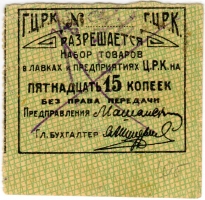 Г.Ц.Р.К. № Г.Ц.Р.К.
РАЗРЕШАЕТСЯ
НАБОР ТОВАРОВ
В ЛАВКАХ И ПРЕДПРИЯТИЯХ Ц.Р.К. НА
ПЯТНАДЦАТЬ 15 КОПЕЕК
БЕЗ ПРАВА ПЕРЕДАЧИ
Предправления
Гл. Бухгалтер